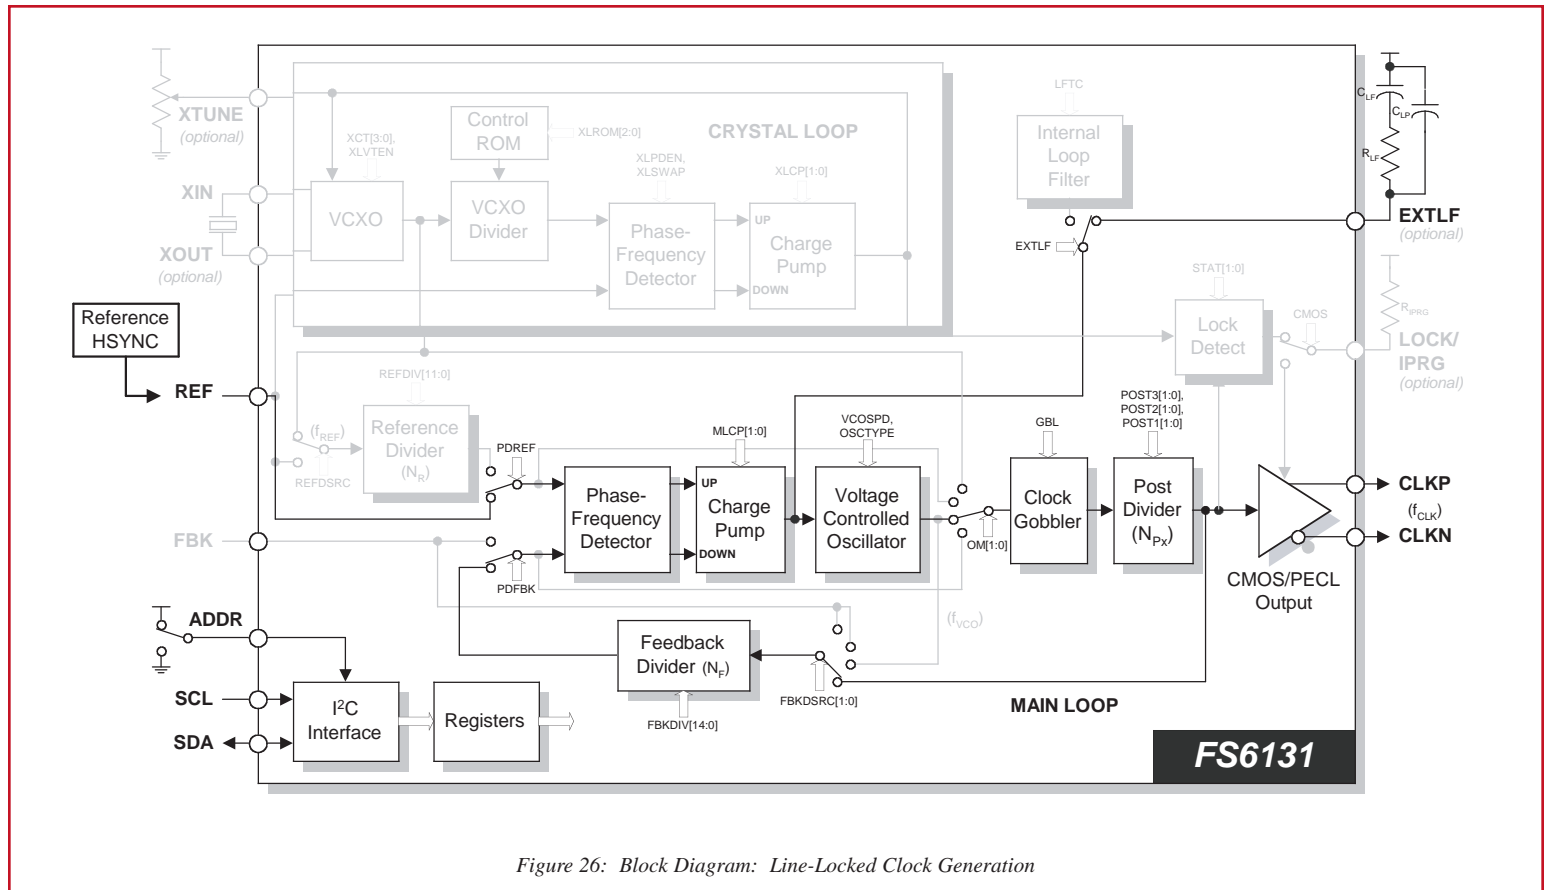 XTUNE
(optional)
XCT[3:0],
XLVTEN
Control
ROM
XLROM[2:0]
CRYSTAL LOOP
XLPDEN,
XLSWAP
XLCP[1:0]
LFTC
Internal
Loop
Filter
C_LF
C_LP
R_LF
XIN
XOUT
(optional)
VCXO
VCXO
Divider
Phase-
Frequency
Detector
UP
Charge
Pump
DOWN
EXTLF
EXTLF
(optional)
STAT[1:0]
Lock
Detect
CMOS
R_IPRG
LOCK/
IPRG
(optional)
Reference
HSYNC
REF
REFDIV[11:0]
(f_REF)
Reference
Divider
(N_R)
REFDSRC
PDREF
MLCP[1:0]
VCOSPD,
OSCTYPE
GBL
POST3[1:0],
POST2[1:0],
POST1[1:0]
Phase-
Frequency
Detector
UP
Charge
Pump
DOWN
Voltage
Controlled
Oscillator
OM[1:0]
Clock
Gobbler
Post
Divider
(N_Px)
CLKP
(f_CLK)
CLKN
CMOS/PECL
Output
FBK
PDFBK
(f_VCO)
ADDR
Feedback
Divider (N_F)
FBKDSRC[1:0]
FBKDIV[14:0]
MAIN LOOP
SCL
SDA
I²C
Interface
Registers
FS6131
Figure 26: Block Diagram: Line-Locked Clock Generation